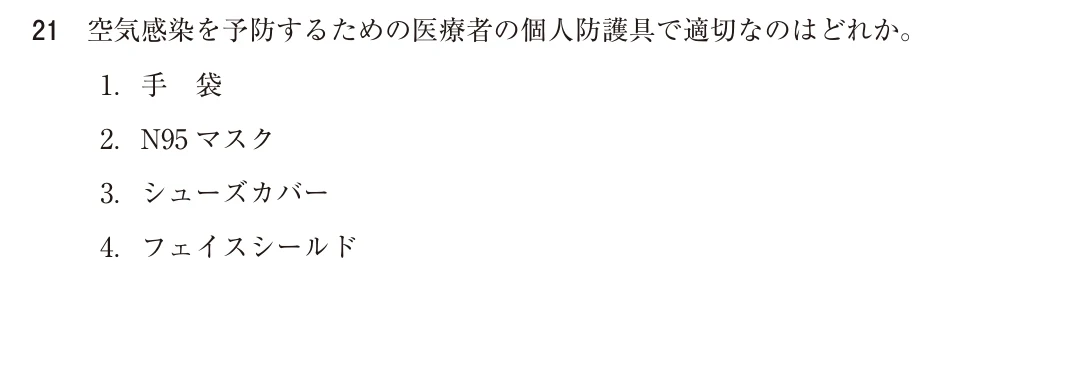 21 空気感染を予防するための医療者の個人防護具で適切なのはどれか。
1. 手 袋
2. N95 マスク
3. シューズカバー
4. フェイスシールド